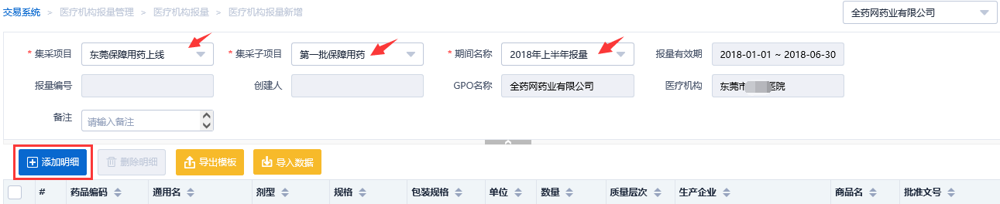 交易系统 > 医疗机构报量管理 > 医疗机构报量 > 医疗机构报量新增
全药网药业有限公司
* 集采项目 东莞保障用药上线 * 集采子项目 第一批保障用药 * 期间名称 2018年上半年报量 报量有效期 2018-01-01 ~ 2018-06-30
报量编号 创建人 GPO名称 全药网药业有限公司 医疗机构 东莞市 医院
备注 请输入备注
添加明细 删除明细 导出模板 导入数据
# 药品编码 通用名 剂型 规格 包装规格 单位 数量 质量层次 生产企业 商品名 批准文号